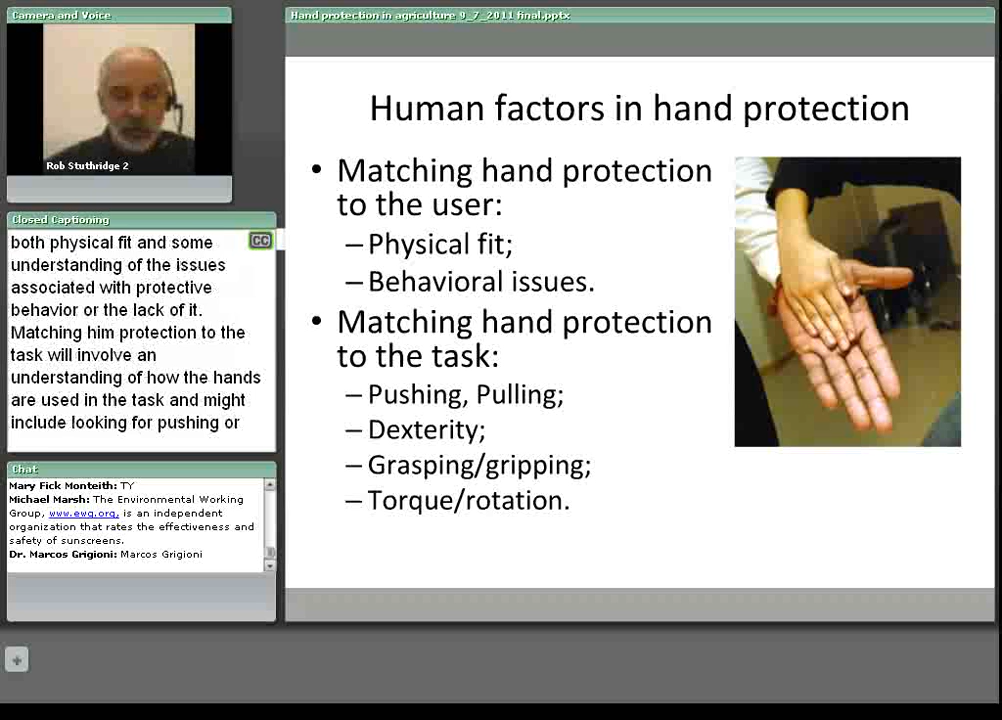 Camera and Voice
Rob Stuthridge 2
Closed Captioning
CC
both physical fit and some
understanding of the issues
associated with protective
behavior or the lack of it.
Matching him protection to the
task will involve an
understanding of how the hands
are used in the task and might
include looking for pushing or
Chat
Mary Fick Monteith: TY
Michael Marsh: The Environmental Working
Group, www.ewg.org, is an independent
organization that rates the effectiveness and
safety of sunscreens.
Dr. Marcos Grigioni: Marcos Grigioni
Hand protection in agriculture 9_7_2011 final.pptx
Human factors in hand protection
• Matching hand protection
to the user:
–Physical fit;
–Behavioral issues.
• Matching hand protection
to the task:
–Pushing, Pulling;
–Dexterity;
–Grasping/gripping;
–Torque/rotation.